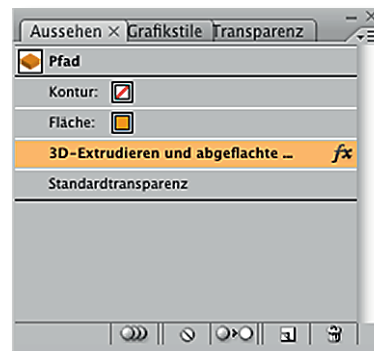 Aussehen × Grafikstile Transparenz
Pfad
Kontur:
Fläche:
3D-Extrudieren und abgeflachte ... fx
Standardtransparenz